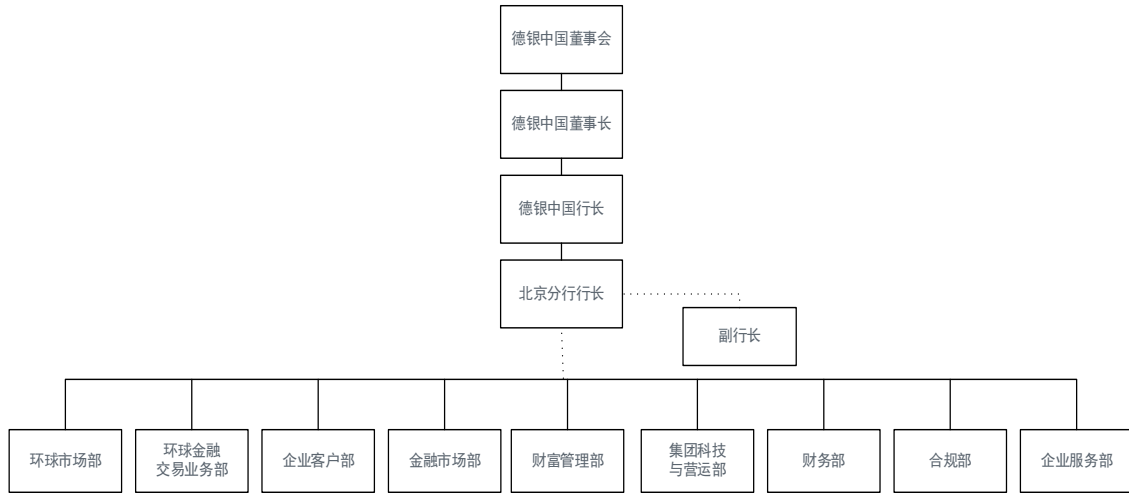 德银中国董事会
德银中国董事长
德银中国行长
北京分行行长
副行长
环球市场部
环球金融
交易业务部
企业客户部
金融市场部
财富管理部
集团科技
与营运部
财务部
合规部
企业服务部